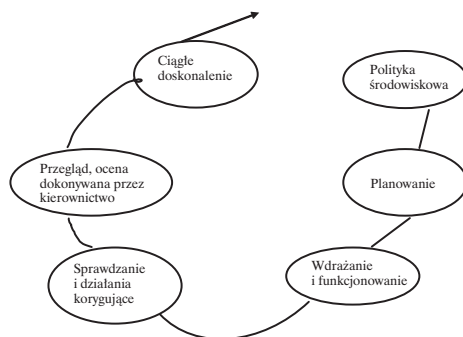 Ciągłe
doskonalenie
Polityka
środowiskowa
Przegląd, ocena
dokonywana przez
kierownictwo
Planowanie
Sprawdzanie
i działania
korygujące
Wdrażanie
i funkcjonowanie